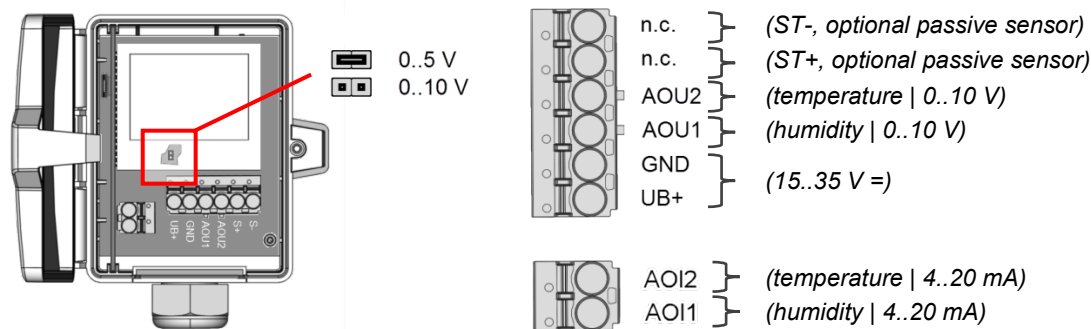 0..5 V
0..10 V
UB+
GND
AOU1
AOU2
S+
S-
n.c. (ST-, optional passive sensor)
n.c. (ST+, optional passive sensor)
AOU2 (temperature | 0..10 V)
AOU1 (humidity | 0..10 V)
GND
UB+ (15..35 V =)
AOI2 (temperature | 4..20 mA)
AOI1 (humidity | 4..20 mA)